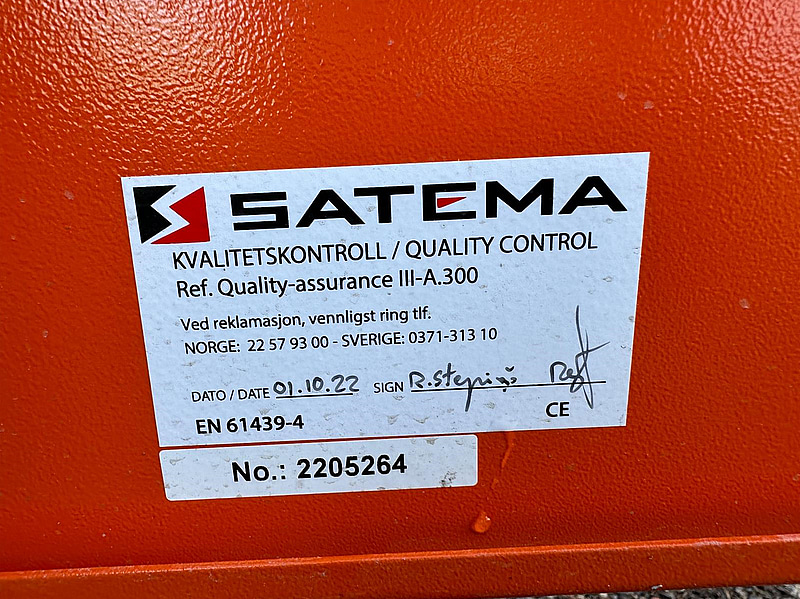 SATEMA
KVALITETSKONTROLL / QUALITY CONTROL
Ref. Quality-assurance III-A.300
Ved reklamasjon, vennligst ring tlf.
NORGE: 22 57 93 00 - SVERIGE: 0371-313 10
DATO / DATE 01.10.22 SIGN
EN 61439-4 CE
No.: 2205264